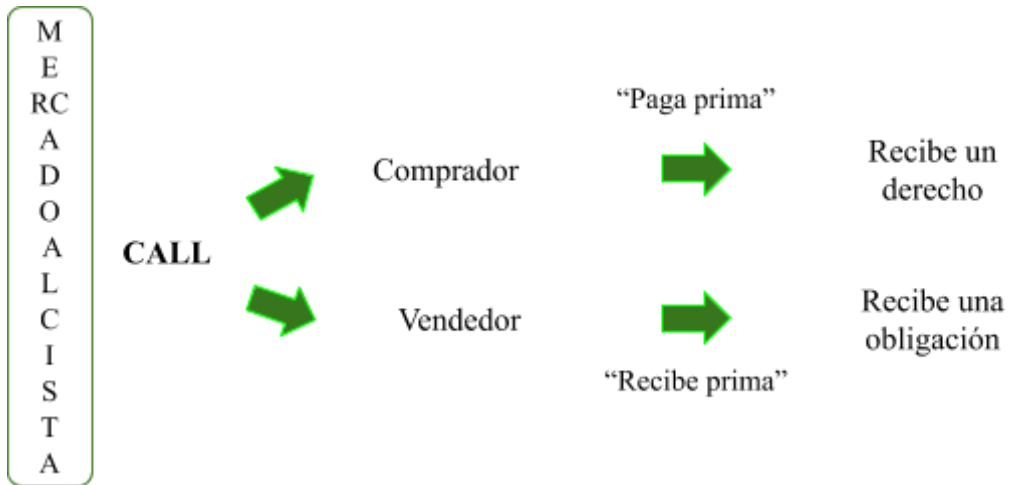 M
E
RC
A
D
O
A
L
C
I
S
T
A
CALL
Comprador
“Paga prima”
Recibe un
derecho
Vendedor
“Recibe prima”
Recibe una
obligación